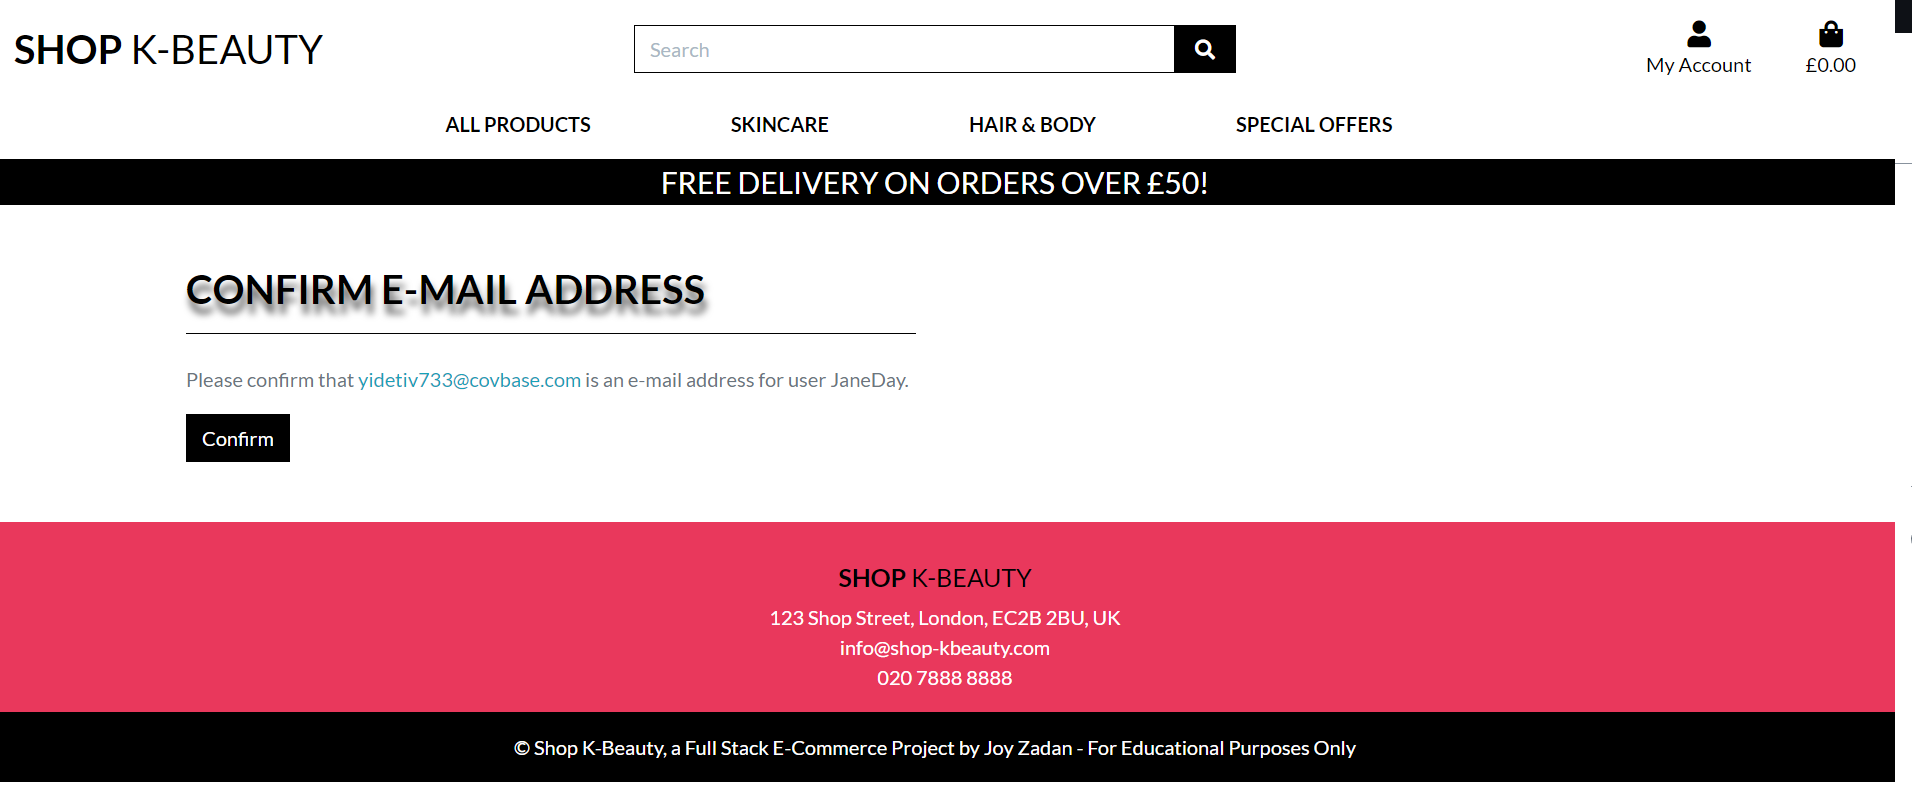 SHOP K-BEAUTY
Search
My Account
£0.00
ALL PRODUCTS
SKINCARE
HAIR & BODY
SPECIAL OFFERS
FREE DELIVERY ON ORDERS OVER £50!
CONFIRM E-MAIL ADDRESS
Please confirm that yidetiv733@covbase.com is an e-mail address for user JaneDay.
Confirm
SHOP K-BEAUTY
123 Shop Street, London, EC2B 2BU, UK
info@shop-kbeauty.com
020 7888 8888
© Shop K-Beauty, a Full Stack E-Commerce Project by Joy Zadan - For Educational Purposes Only